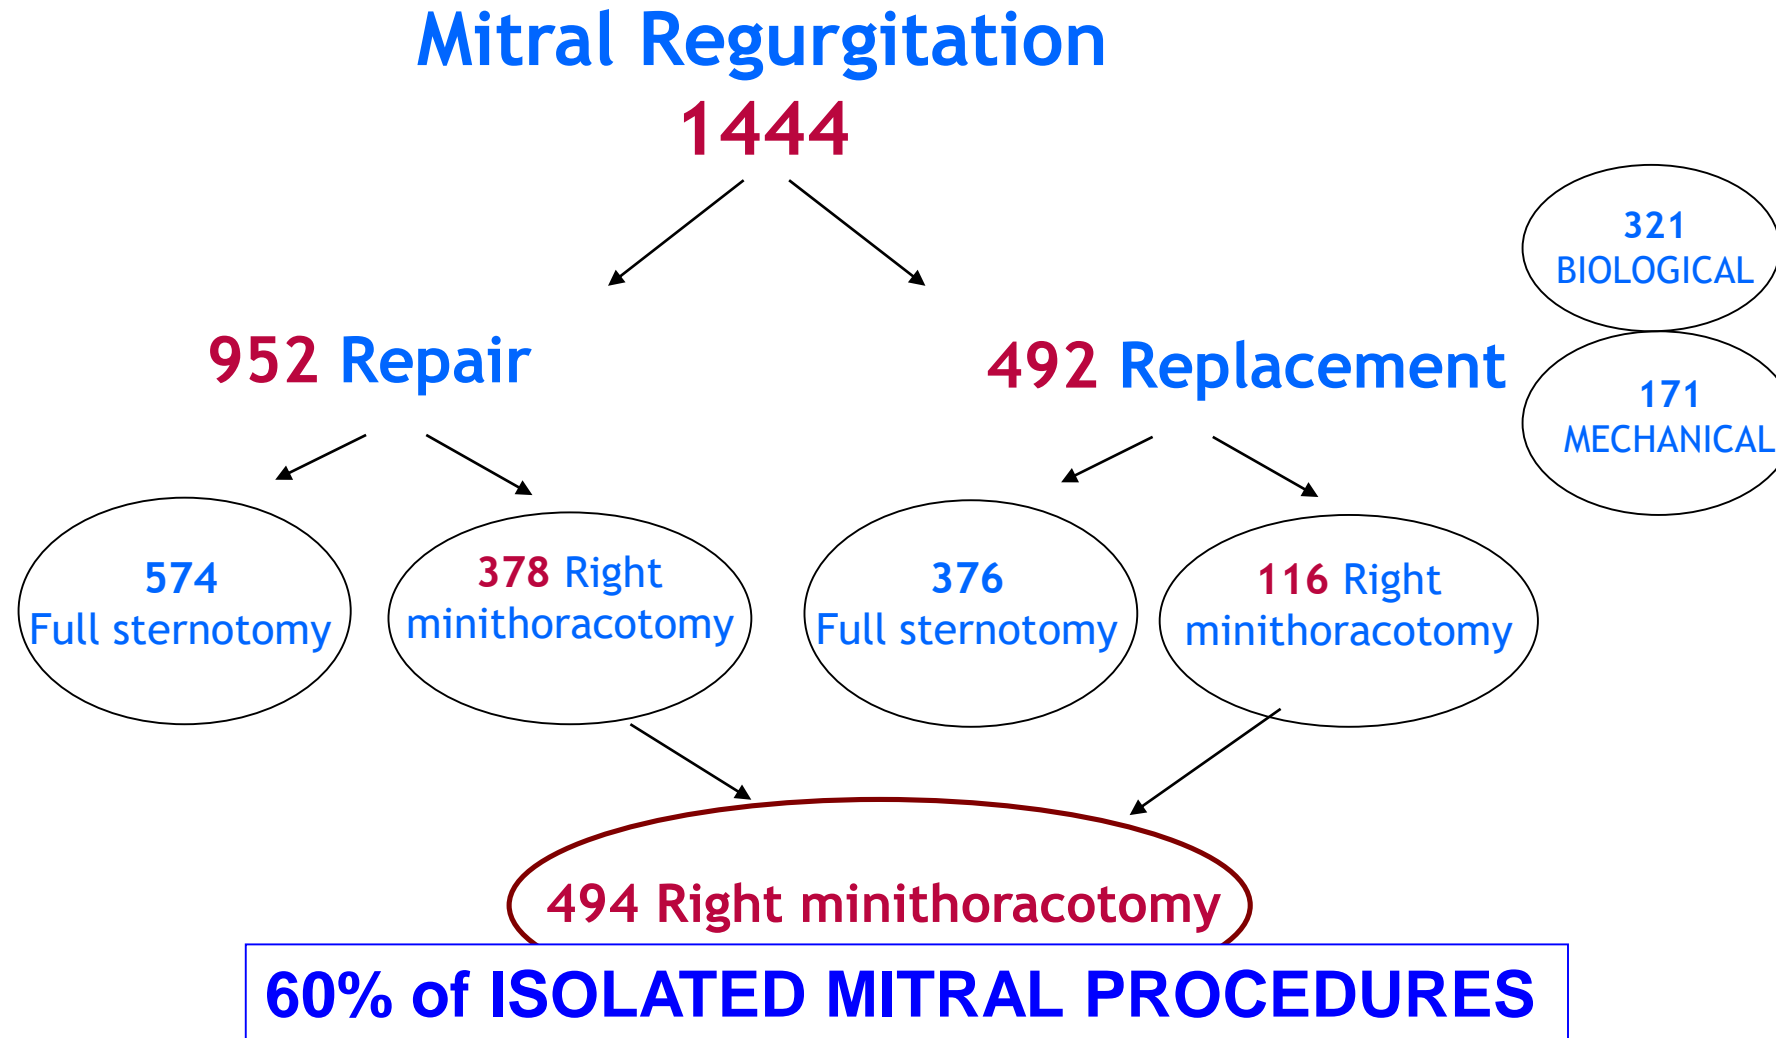 Mitral Regurgitation
1444
321
BIOLOGICAL
952 Repair
492 Replacement
171
MECHANICAL
574
Full sternotomy
378 Right
minithoracotomy
376
Full sternotomy
116 Right
minithoracotomy
494 Right minithoracotomy
60% of ISOLATED MITRAL PROCEDURES